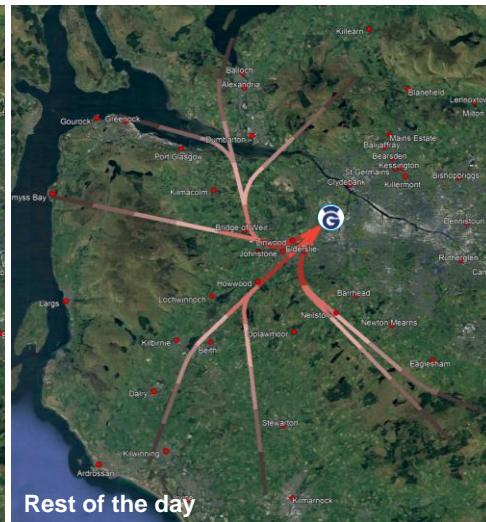 Killearn
Balloch
Alexandria
Blanefield
Lennoxtow
Milton
Gourock
Greenock
Dumbarton
Mains Estate
Baljaffray
Bearsden
Port Glasgow
Kessington
St Germains
Killermont
Bishopbriggs
Clydebank
Kilmacolm
myss Bay
G
Dennistoun
Bridge of Weir
Linwood
Elderslie
Johnstone
Rutherglen
Howwood
Barrhead
Lochwinnoch
Largs
Neilston
Newton Mearns
Uplawmoor
Kilbirnie
Beith
Eaglesham
Dalry
Stewarton
Kilwinning
Ardrossan
Rest of the day
Kilmarnock